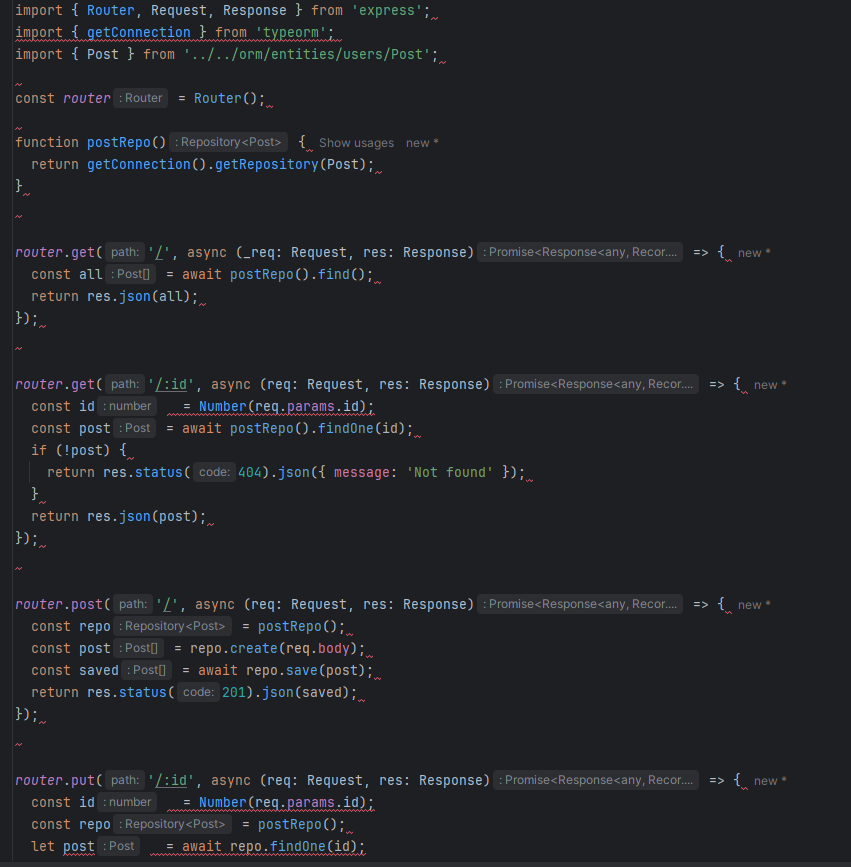 import { Router, Request, Response } from 'express';
import { getConnection } from 'typeorm';
import { Post } from '../../orm/entities/users/Post';
const router : Router = Router();
function postRepo() : Repository<Post> { Show usages new *
return getConnection().getRepository(Post);
}
router.get( path: '/', async (_req: Request, res: Response) : Promise<Response<any, Recor.... => { new *
const all : Post[] = await postRepo().find();
return res.json(all);
});
router.get( path: '/:id', async (req: Request, res: Response) : Promise<Response<any, Recor.... => { new *
const id : number = Number(req.params.id);
const post : Post = await postRepo().findOne(id);
if (!post) {
return res.status( code: 404).json({ message: 'Not found' });
}
return res.json(post);
});
router.post( path: '/', async (req: Request, res: Response) : Promise<Response<any, Recor.... => { new *
const repo : Repository<Post> = postRepo();
const post : Post[] = repo.create(req.body);
const saved : Post[] = await repo.save(post);
return res.status( code: 201).json(saved);
});
router.put( path: '/:id', async (req: Request, res: Response) : Promise<Response<any, Recor.... => { new *
const id : number = Number(req.params.id);
const repo : Repository<Post> = postRepo();
let post : Post = await repo.findOne(id);